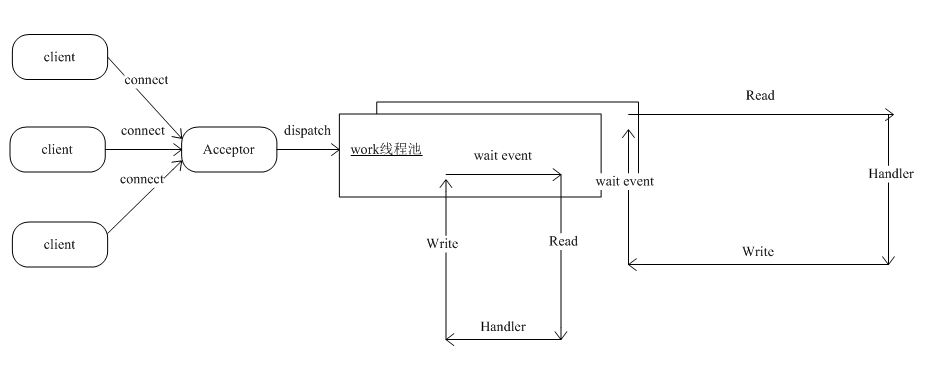 client
connect
client
connect
client
connect
Acceptor
dispatch
work线程池
wait event
Read
Handler
Write
wait event
Read
Handler
Write